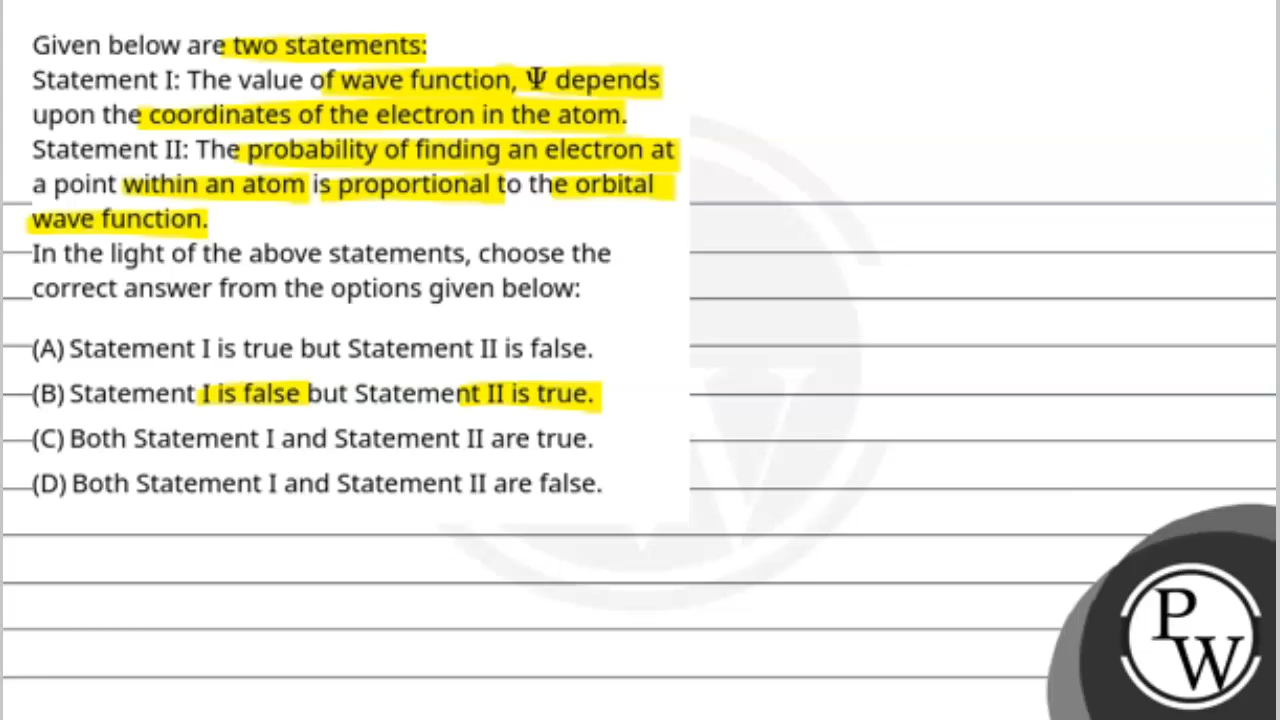 Given below are two statements:
Statement I: The value of wave function, Ψ depends
upon the coordinates of the electron in the atom.
Statement II: The probability of finding an electron at
a point within an atom is proportional to the orbital
wave function.
In the light of the above statements, choose the
correct answer from the options given below:
(A) Statement I is true but Statement II is false.
(B) Statement I is false but Statement II is true.
(C) Both Statement I and Statement II are true.
(D) Both Statement I and Statement II are false.
P
W